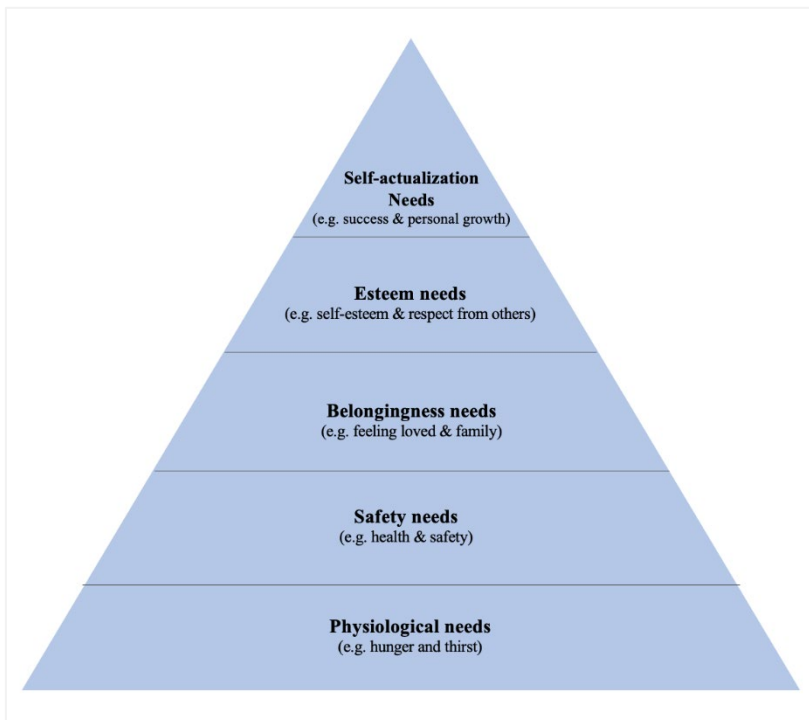 Self-actualization
Needs
(e.g. success & personal growth)
Esteem needs
(e.g. self-esteem & respect from others)
Belongingness needs
(e.g. feeling loved & family)
Safety needs
(e.g. health & safety)
Physiological needs
(e.g. hunger and thirst)